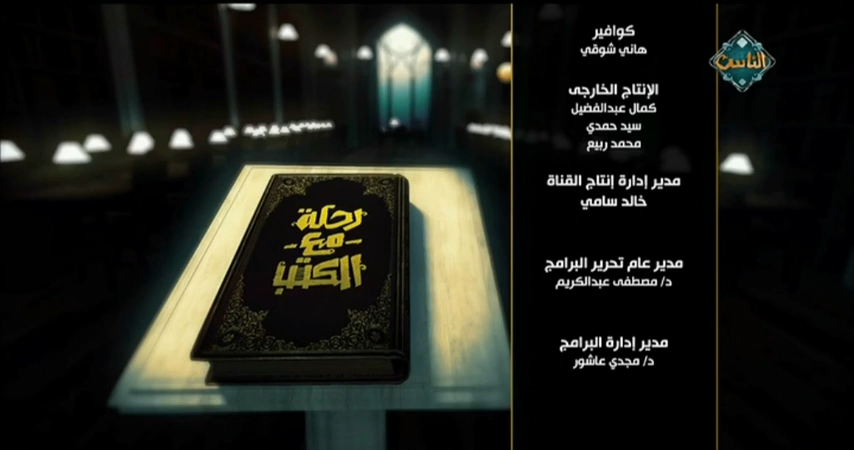 كوافير
هاني شوقي
الناس
الإنتاج الخارجى
كمال عبدالفضيل
سيد حمدي
محمد ربيع
مدير إدارة إنتاج القناة
خالد سامي
رحلة
- مع -
الكتب
مدير عام تحرير البرامج
د/ مصطفى عبدالكريم
مدير إدارة البرامج
د/ مجدي عاشور